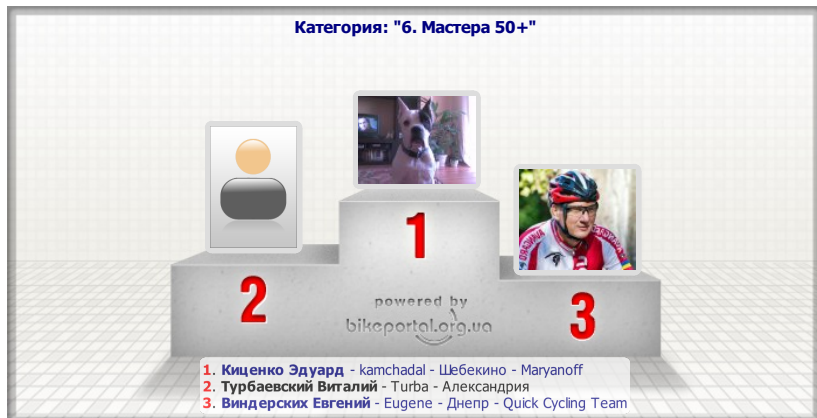 Категория: "6. Мастера 50+"
1
2
3
powered by
bikeportal.org.ua
1. Киценко Эдуард - kamchadal - Шебекино - Maryanoff
2. Турбаевский Виталий - Turba - Александрия
3. Виндерских Евгений - Eugene - Днепр - Quick Cycling Team